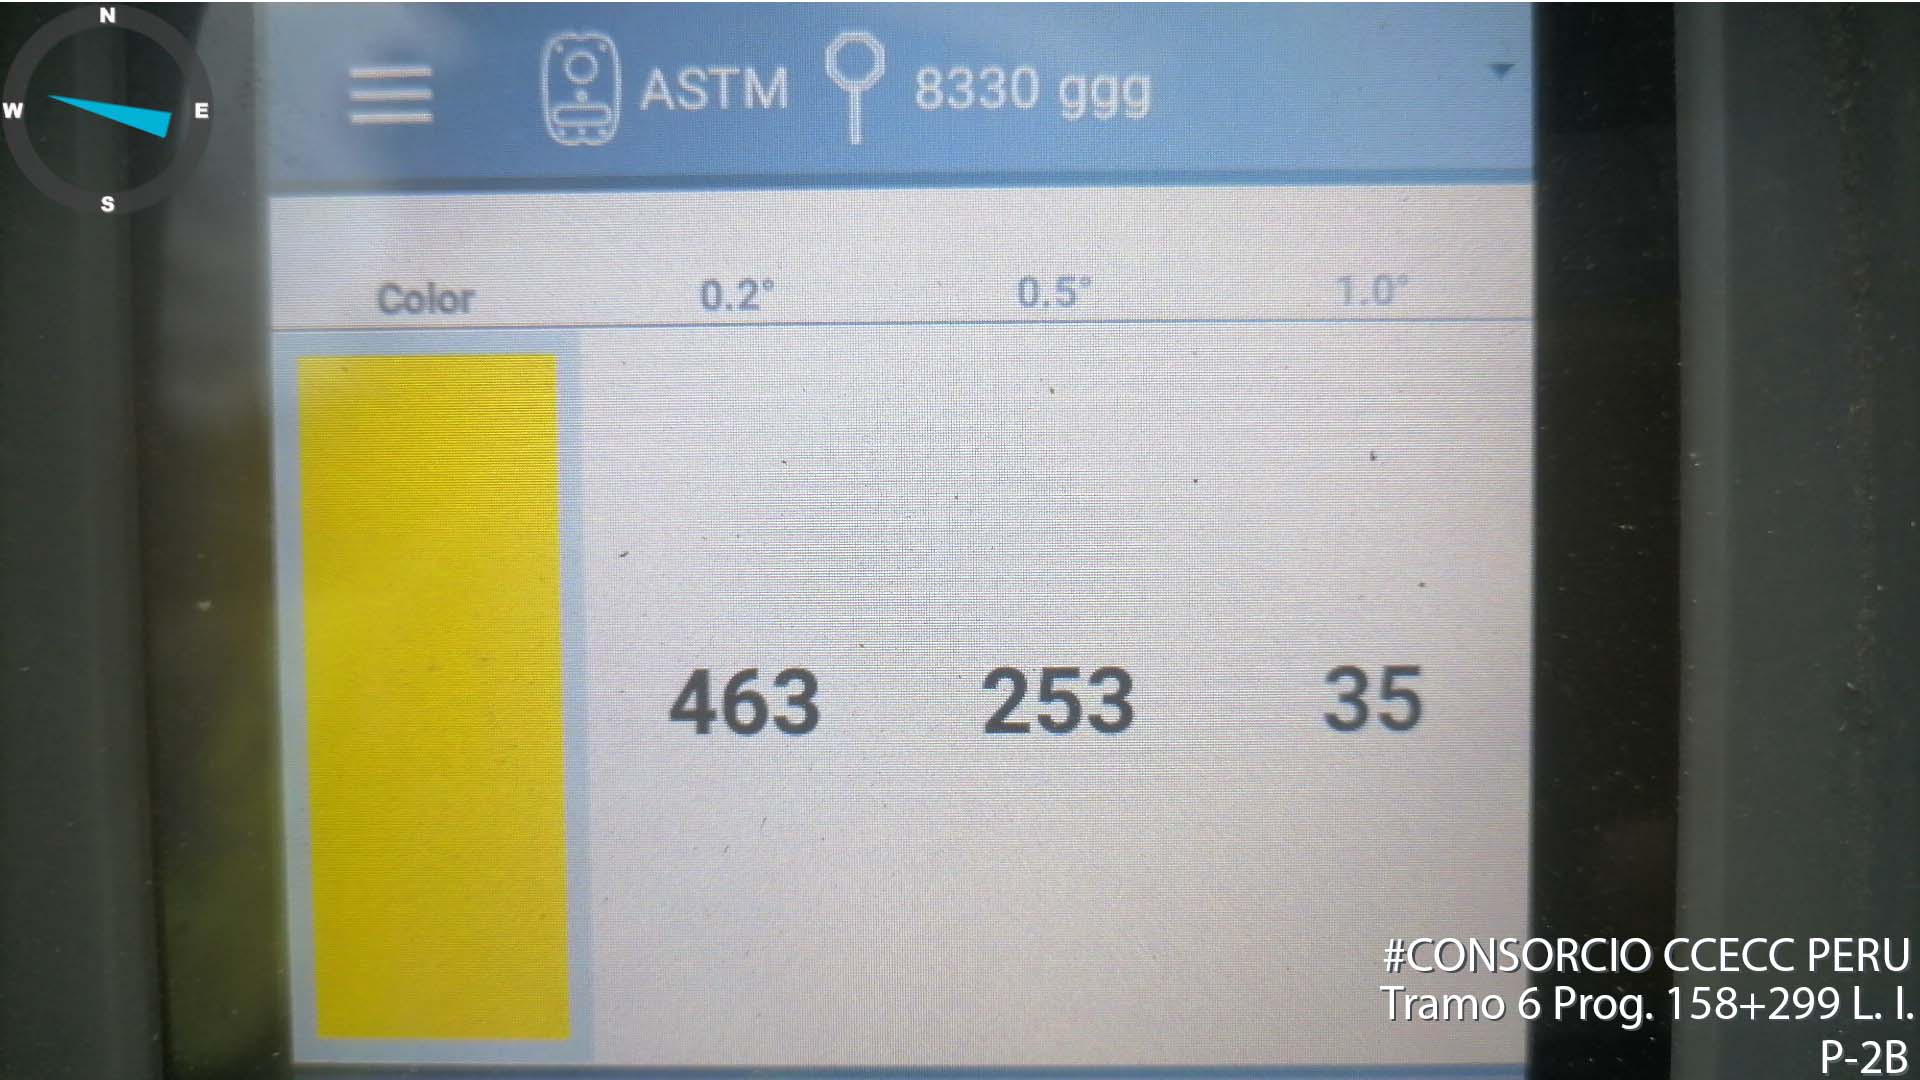 N
W E
S
ASTM 8330 ggg
Color 0.2° 0.5° 1.0°
463 253 35
#CONSORCIO CCECC PERU
Tramo 6 Prog. 158+299 L. I.
P-2B